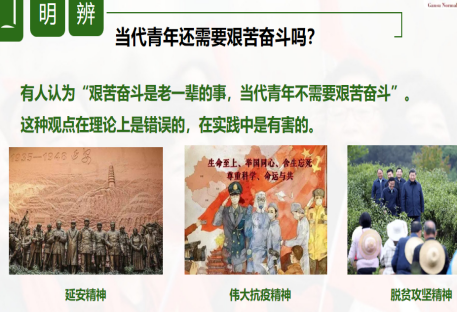 明辨
当代青年还需要艰苦奋斗吗？
有人认为“艰苦奋斗是老一辈的事，当代青年不需要艰苦奋斗”。
这种观点在理论上是错误的，在实践中是有害的。
1935-1948
生命至上、举国同心、舍生忘死
尊重科学、命运与共
延安精神
伟大抗疫精神
脱贫攻坚精神